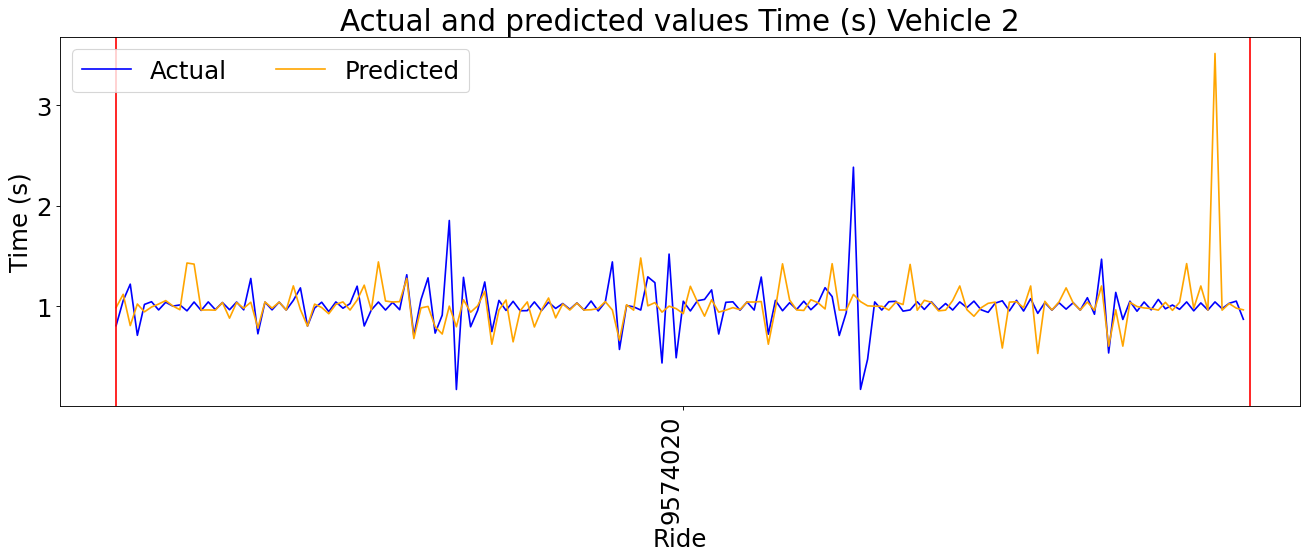 Actual and predicted values Time (s) Vehicle 2
Actual
Predicted
Time (s)
3
2
1
9574020
Ride